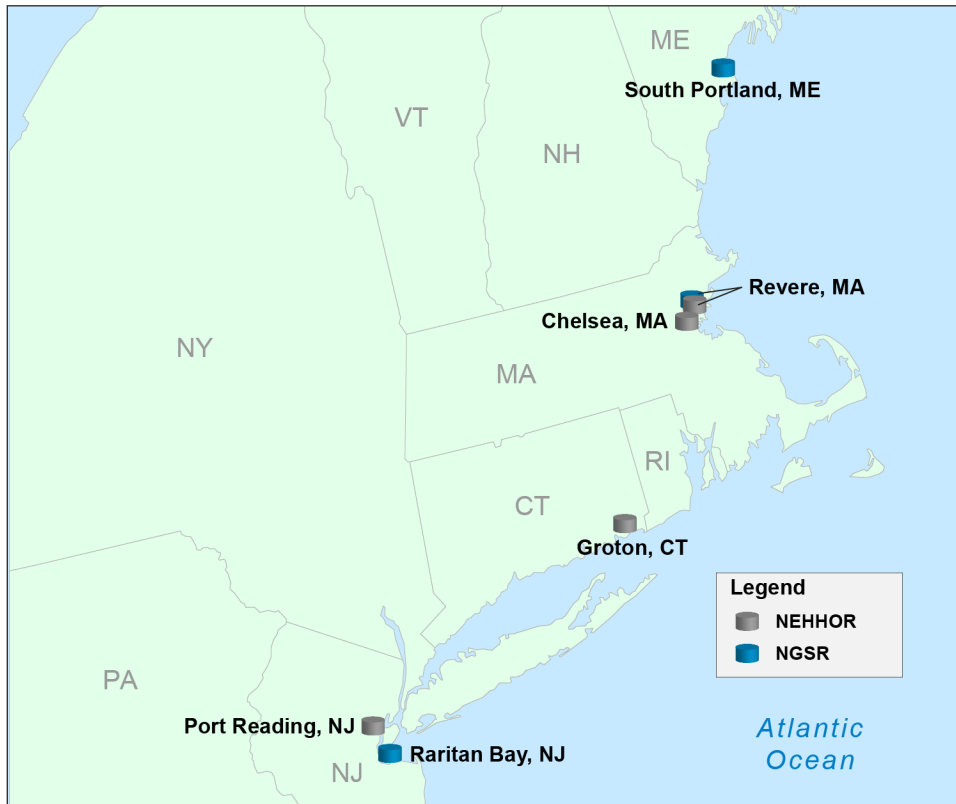 ME
South Portland, ME
VT
NH
Revere, MA
Chelsea, MA
NY
MA
RI
CT
Groton, CT
Legend
NEHHOR
NGSR
PA
Port Reading, NJ
Atlantic
Ocean
Raritan Bay, NJ
NJ